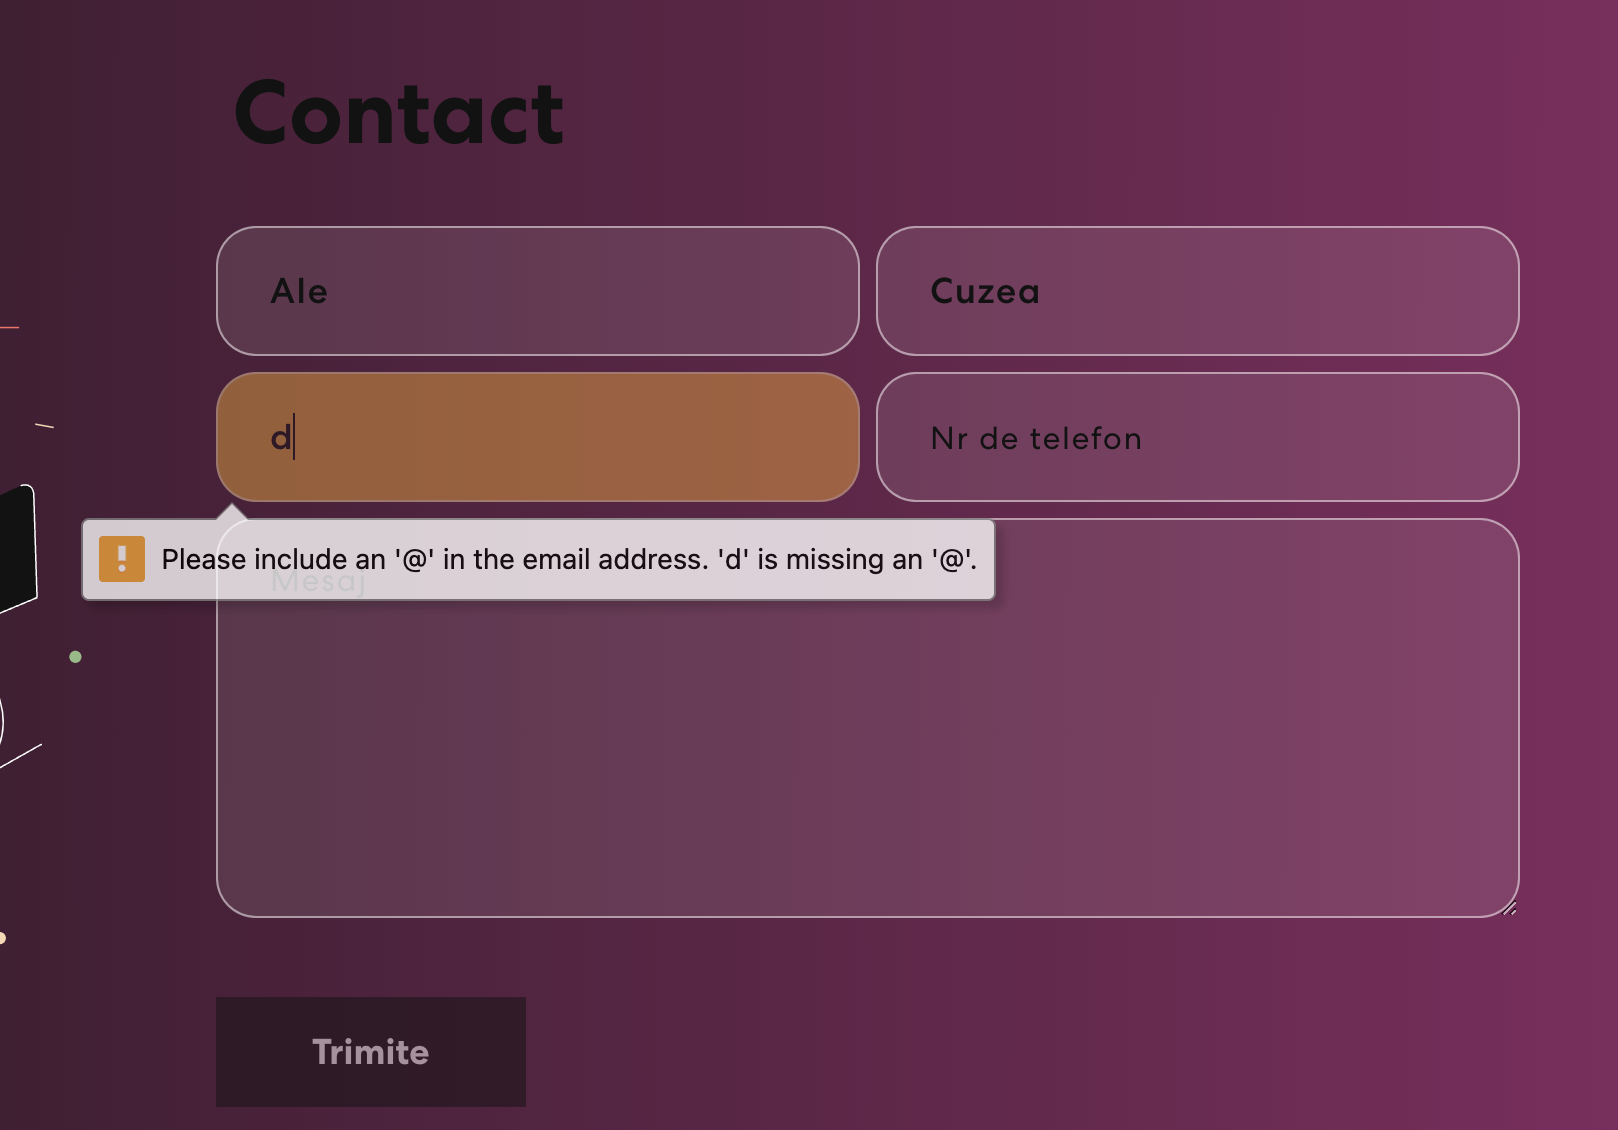 Contact
Ale
Cuzea
d
Nr de telefon
Please include an '@' in the email address. 'd' is missing an '@'.
Mesaj
Trimite